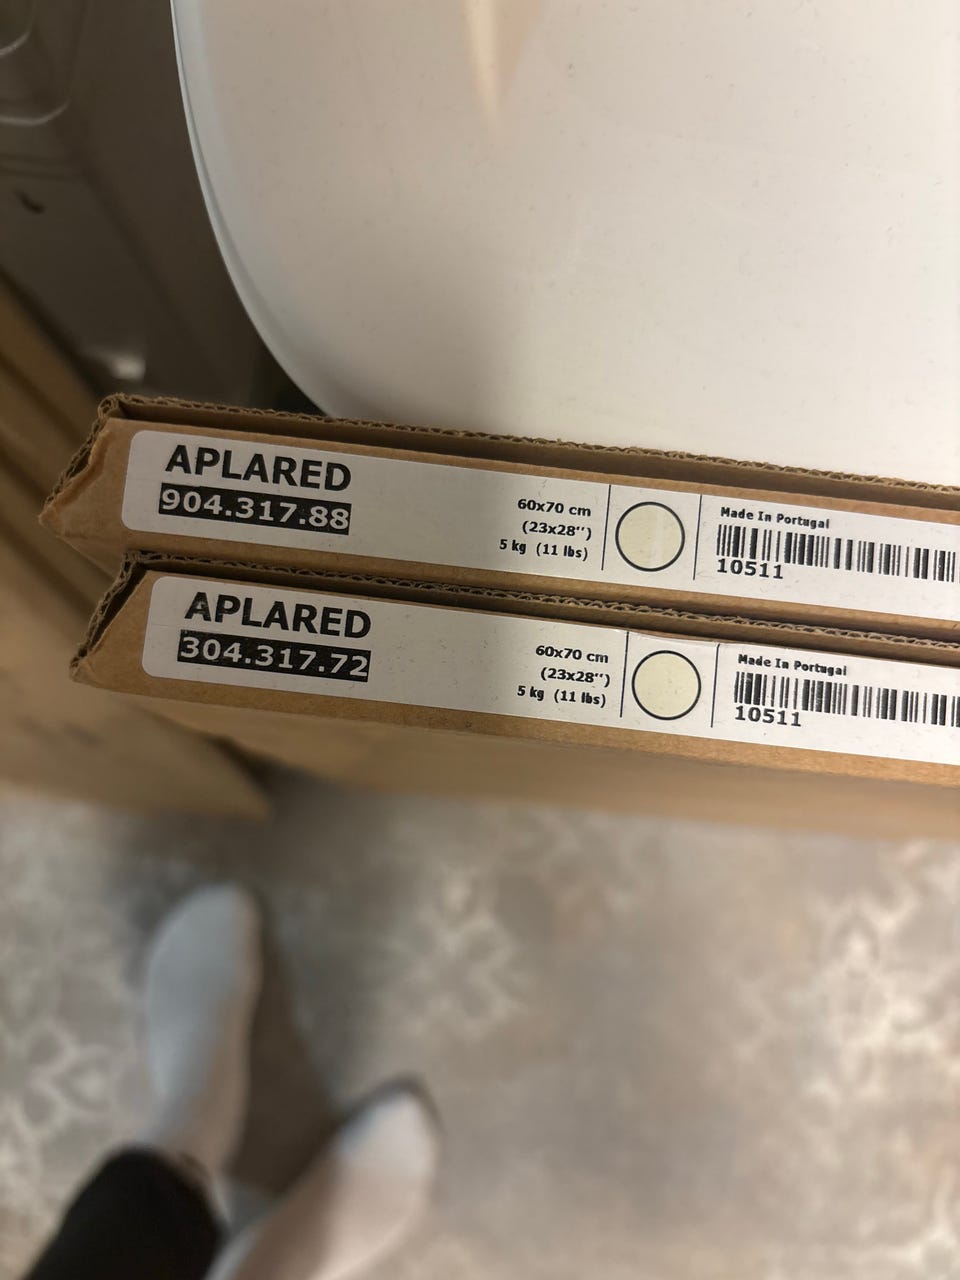 APLARED
904.317.88
60x70 cm
(23x28")
5 kg (11 lbs)
Made In Portugal
10511
APLARED
304.317.72
60x70 cm
(23x28")
5 kg (11 lbs)
Made In Portugal
10511